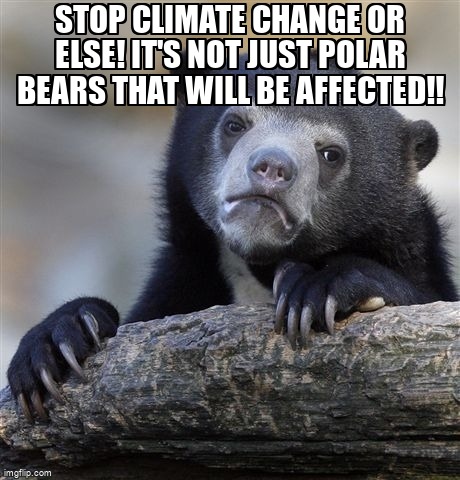 STOP CLIMATE CHANGE OR
ELSE! IT'S NOT JUST POLAR
BEARS THAT WILL BE AFFECTED!!
imgflip.com